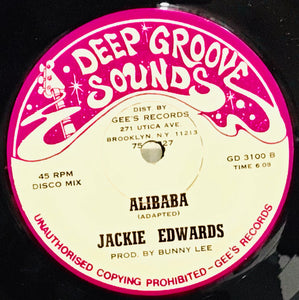 DEEP GROOVE
SOUNDS
DIST BY
GEE'S RECORDS
271 UTICA AVE
BROOKLYN, N.Y. 11213
45 RPM
DISCO MIX
GD 3100 B
TIME 6.08
ALIBABA
(ADAPTED)
JACKIE EDWARDS
PROD. BY BUNNY LEE
UNAUTHORISED COPYING PROHIBITED-GEE'S RECORDS